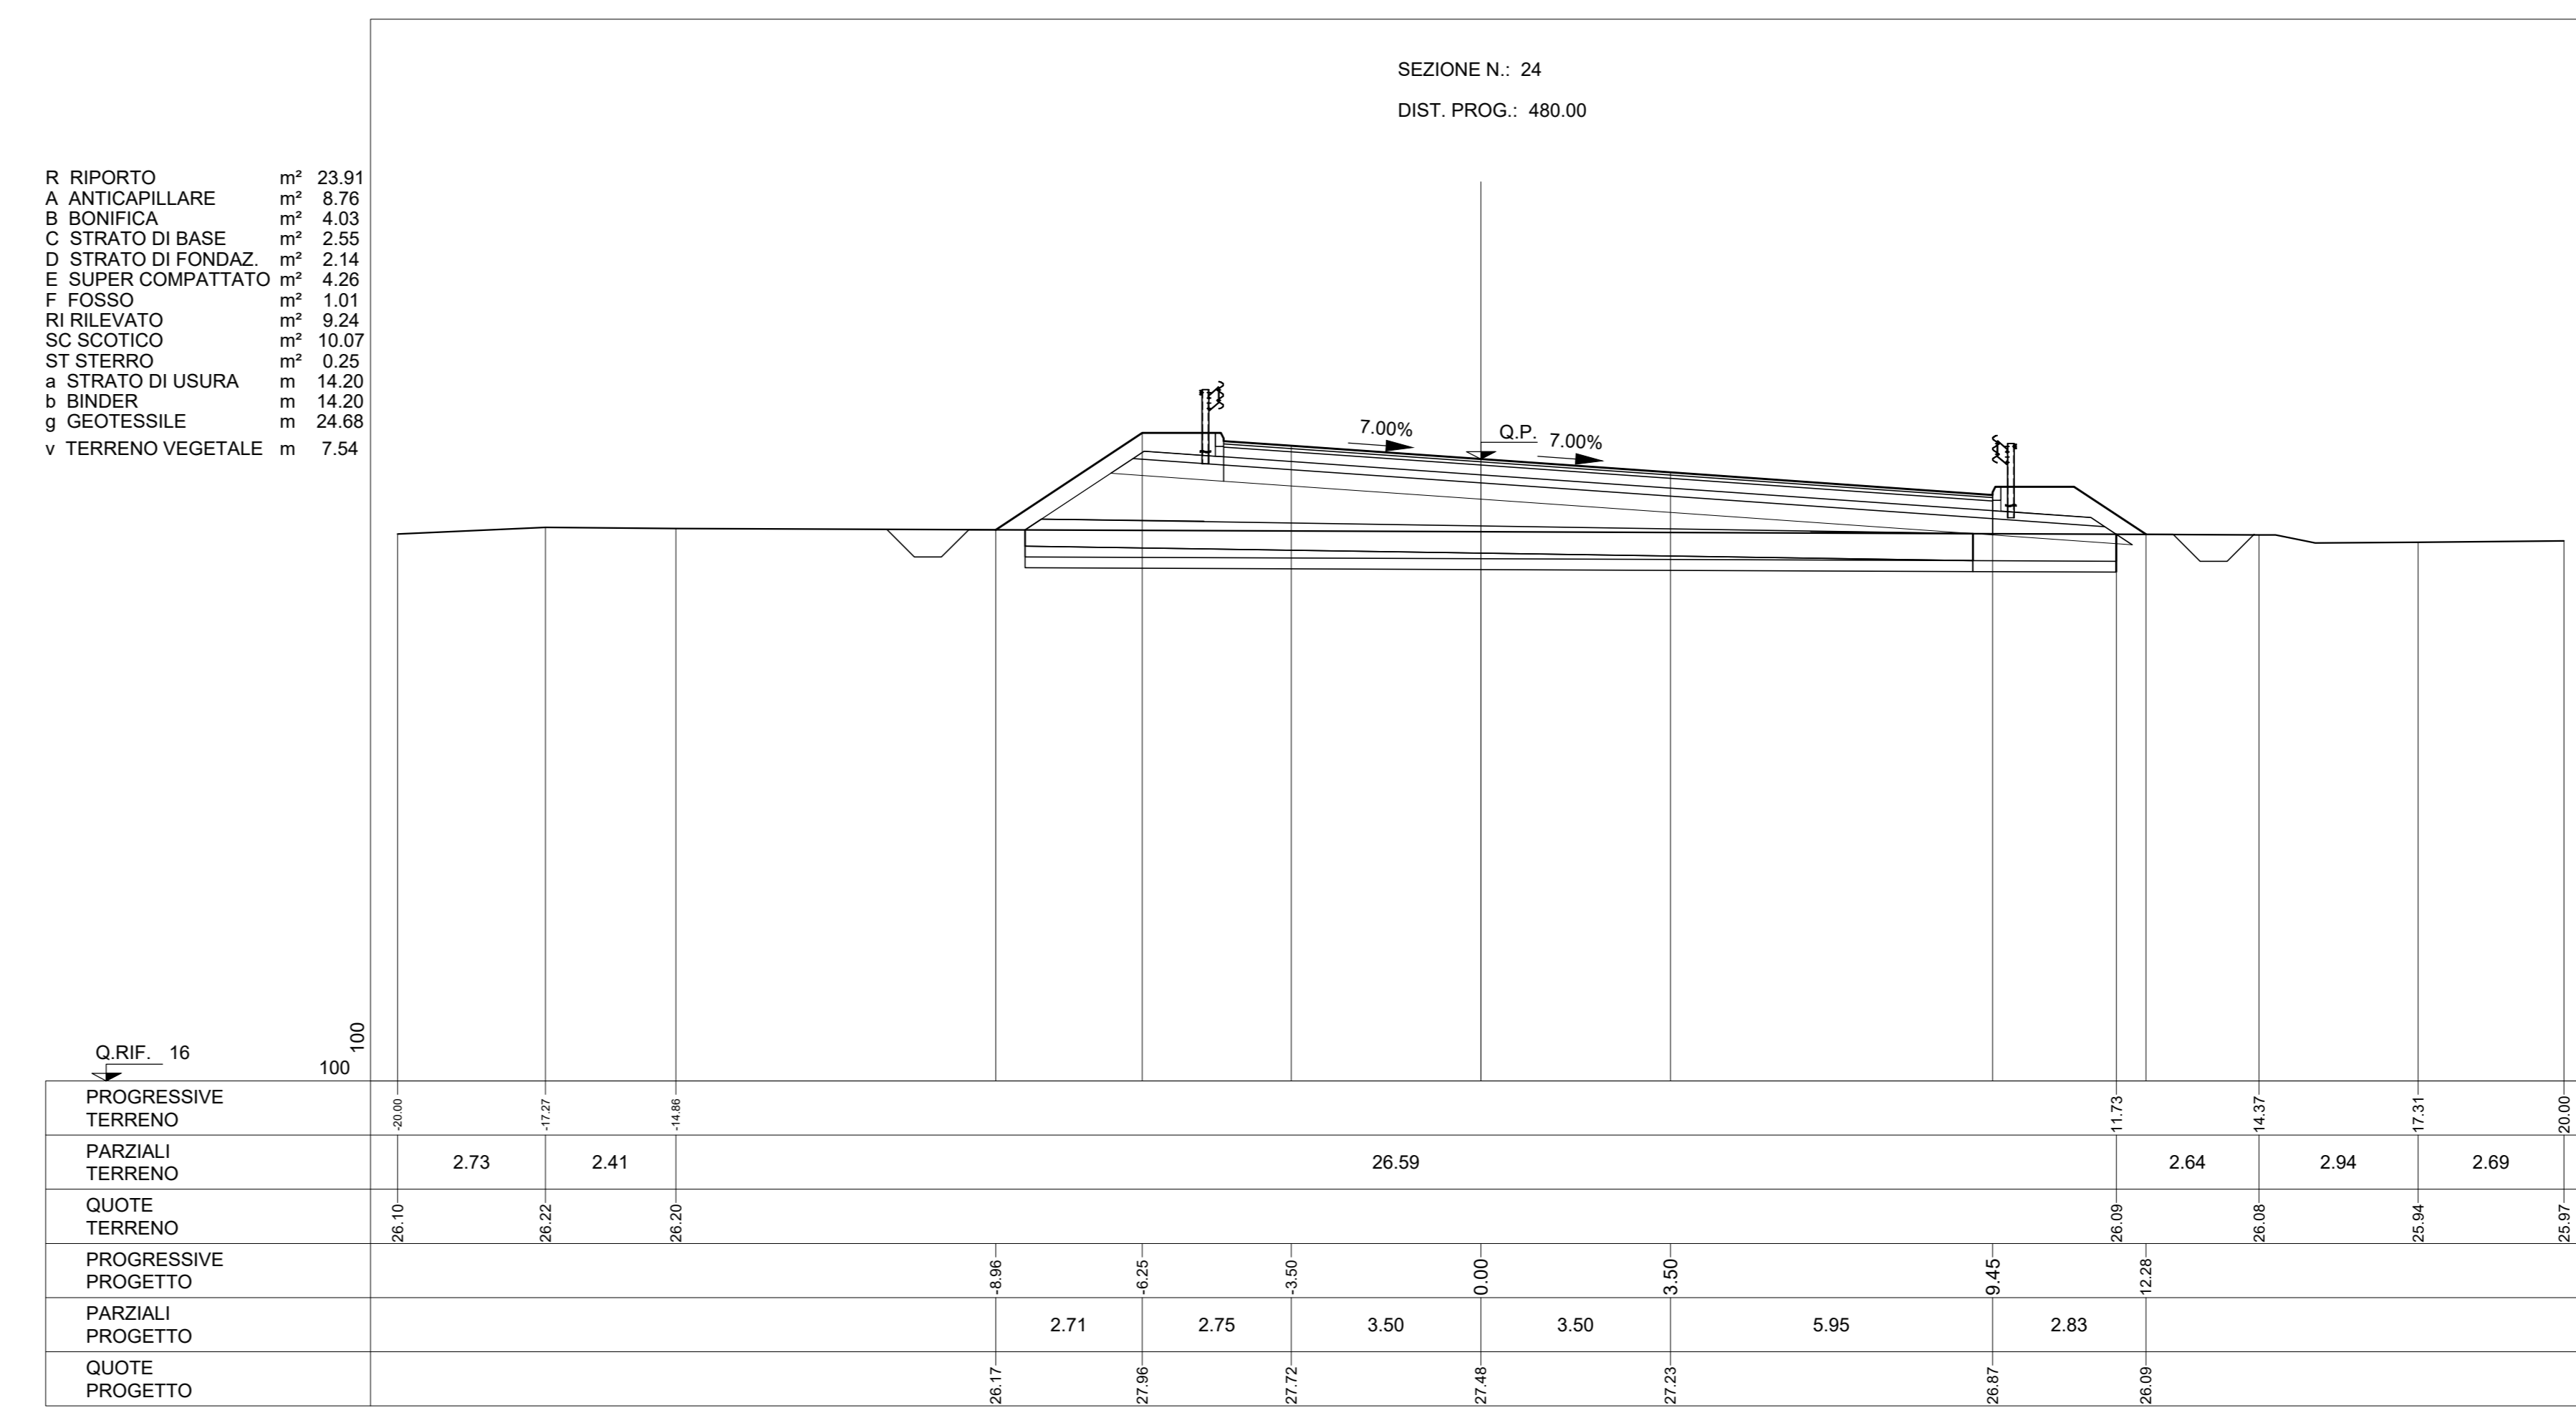 SEZIONE N.: 24
DIST. PROG.: 480.00
R RIPORTO m² 23.91
A ANTICAPILLARE m² 8.76
B BONIFICA m² 4.03
C STRATO DI BASE m² 2.55
D STRATO DI FONDAZ. m² 2.14
E SUPER COMPATTATO m² 4.26
F FOSSO m² 1.01
RI RILEVATO m² 9.24
SC SCOTICO m² 10.07
ST STERRO m² 0.25
a STRATO DI USURA m 14.20
b BINDER m 14.20
g GEOTESSILE m 24.68
v TERRENO VEGETALE m 7.54
7.00% Q.P. 7.00%
Q.RIF. 16
100
100
PROGRESSIVE
TERRENO
-20.00 -17.27 -14.86 11.73 14.37 17.31 20.00
PARZIALI
TERRENO
2.73 2.41 26.59 2.64 2.94 2.69
QUOTE
TERRENO
26.10 26.22 26.20 26.09 26.08 25.94 25.97
PROGRESSIVE
PROGETTO
-8.96 -6.25 -3.50 0.00 3.50 9.45 12.28
PARZIALI
PROGETTO
2.71 2.75 3.50 3.50 5.95 2.83
QUOTE
PROGETTO
26.17 27.96 27.72 27.48 27.23 26.87 26.09